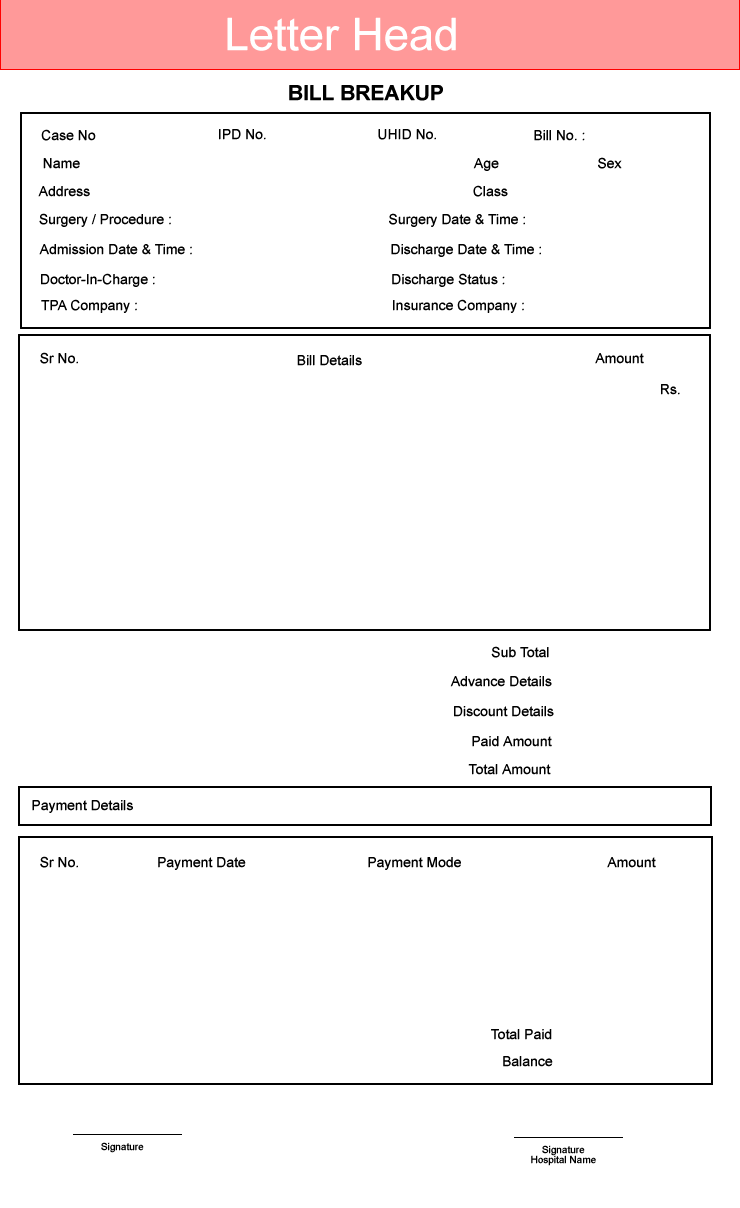 Letter Head
BILL BREAKUP
Case No IPD No. UHID No. Bill No. :
Name Age Sex
Address Class
Surgery / Procedure : Surgery Date & Time :
Admission Date & Time : Discharge Date & Time :
Doctor-In-Charge : Discharge Status :
TPA Company : Insurance Company :
Sr No. Bill Details Amount
Rs.
Sub Total
Advance Details
Discount Details
Paid Amount
Total Amount
Payment Details
Sr No. Payment Date Payment Mode Amount
Total Paid
Balance
Signature Signature
Hospital Name